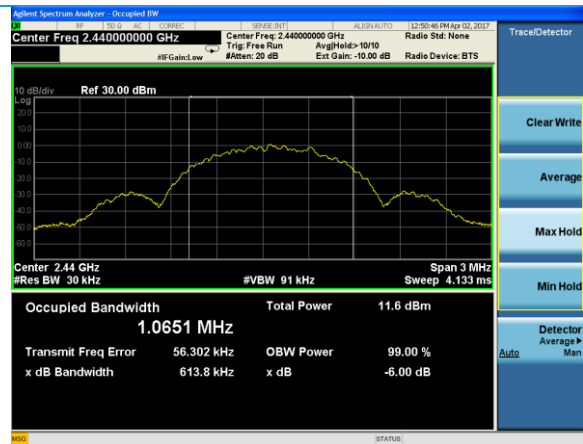 Agilent Spectrum Analyzer - Occupied BW
RF 50 Ω AC CORREC SENSE:INT ALIGN AUTO 12:50:46 PM Apr 02, 2017
Center Freq 2.440000000 GHz Center Freq: 2.440000000 GHz Radio Std: None Trace/Detector
Trig: Free Run Avg|Hold>10/10
#IFGain:Low #Atten: 20 dB Ext Gain: -10.00 dB Radio Device: BTS
10 dB/div Ref 30.00 dBm
Log
20.0
10.0
0.00
-10.0
-20.0
-30.0
-40.0
-50.0
-60.0
Clear Write
Average
Max Hold
Min Hold
Center 2.44 GHz Span 3 MHz
#Res BW 30 kHz #VBW 91 kHz Sweep 4.133 ms
Occupied Bandwidth Total Power 11.6 dBm
1.0651 MHz
Transmit Freq Error 56.302 kHz OBW Power 99.00 %
x dB Bandwidth 613.8 kHz x dB -6.00 dB
Detector
Average
Auto Man
MSG STATUS